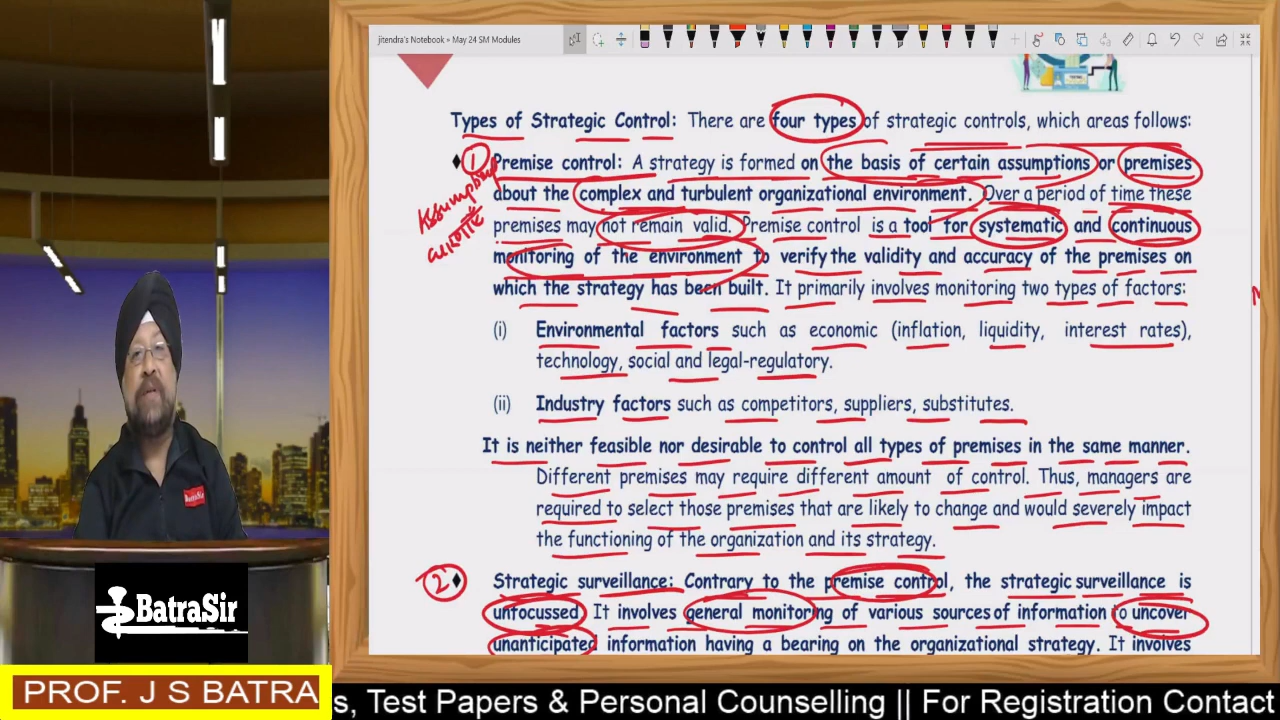 jitendra's Notebook » May 24 SM Modules
Types of Strategic Control: There are four types of strategic controls, which areas follows:
♦ ① Premise control: A strategy is formed on the basis of certain assumptions or premises
about the complex and turbulent organizational environment. Over a period of time these
premises may not remain valid. Premise control is a tool for systematic and continuous
monitoring of the environment to verify the validity and accuracy of the premises on
which the strategy has been built. It primarily involves monitoring two types of factors:
(i) Environmental factors such as economic (inflation, liquidity, interest rates),
technology, social and legal-regulatory.
(ii) Industry factors such as competitors, suppliers, substitutes.
It is neither feasible nor desirable to control all types of premises in the same manner.
Different premises may require different amount of control. Thus, managers are
required to select those premises that are likely to change and would severely impact
the functioning of the organization and its strategy.
② ♦ Strategic surveillance: Contrary to the premise control, the strategic surveillance is
unfocussed It involves general monitoring of various sources of information to uncover
unanticipated information having a bearing on the organizational strategy. It involves
BatraSir
BatraSir
PROF. J S BATRA
s, Test Papers & Personal Counselling || For Registration Contact